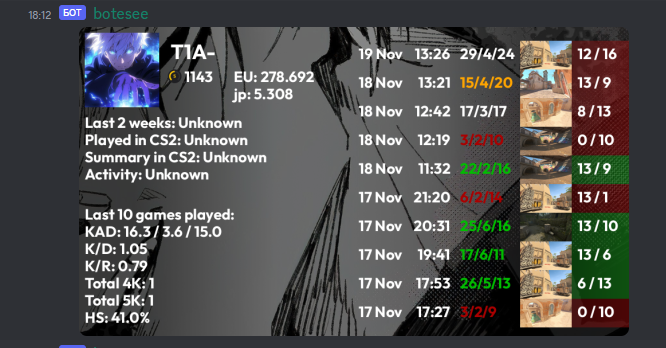 18:12 БОТ botesee
T1A-
1143 EU: 278.692
jp: 5.308
Last 2 weeks: Unknown
Played in CS2: Unknown
Summary in CS2: Unknown
Activity: Unknown
Last 10 games played:
KAD: 16.3 / 3.6 / 15.0
K/D: 1.05
K/R: 0.79
Total 4K: 1
Total 5K: 1
HS: 41.0%
19 Nov 13:26 29/4/24 12 / 16
18 Nov 13:21 15/4/20 13 / 9
18 Nov 12:42 17/3/17 8 / 13
18 Nov 12:19 3/2/10 0 / 10
18 Nov 11:32 22/2/16 13 / 9
17 Nov 21:20 6/2/14 13 / 1
17 Nov 20:31 25/6/16 13 / 10
17 Nov 19:41 17/6/11 13 / 6
17 Nov 17:53 26/5/13 6 / 13
17 Nov 17:27 3/2/9 0 / 10